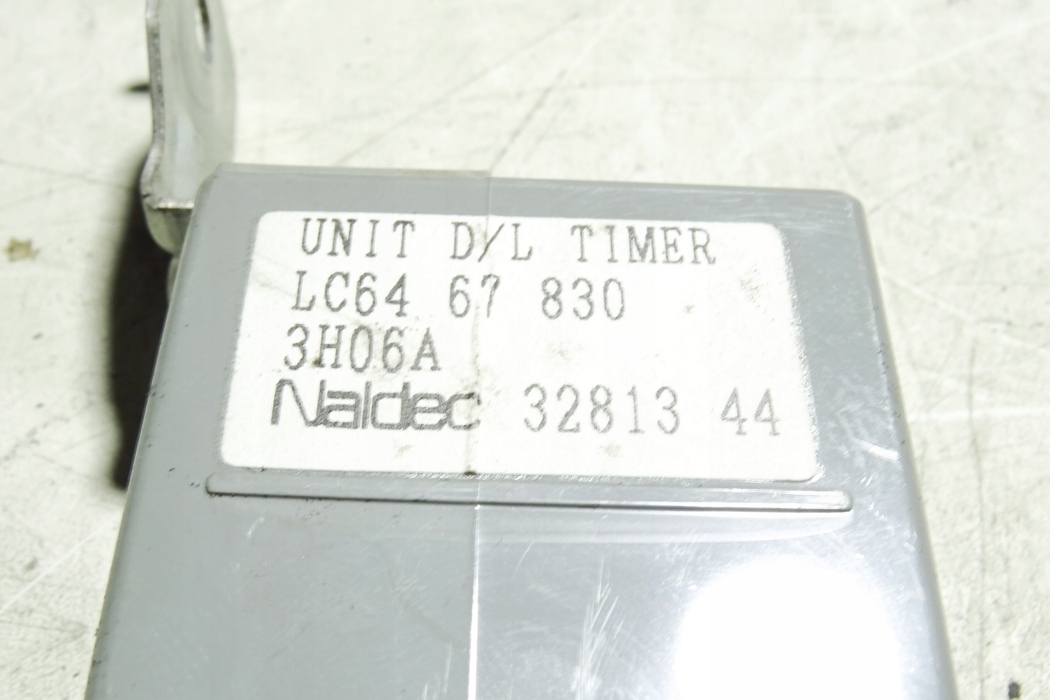 UNIT D/L TIMER
LC64 67 830
3H06A
Naldec 32813 44